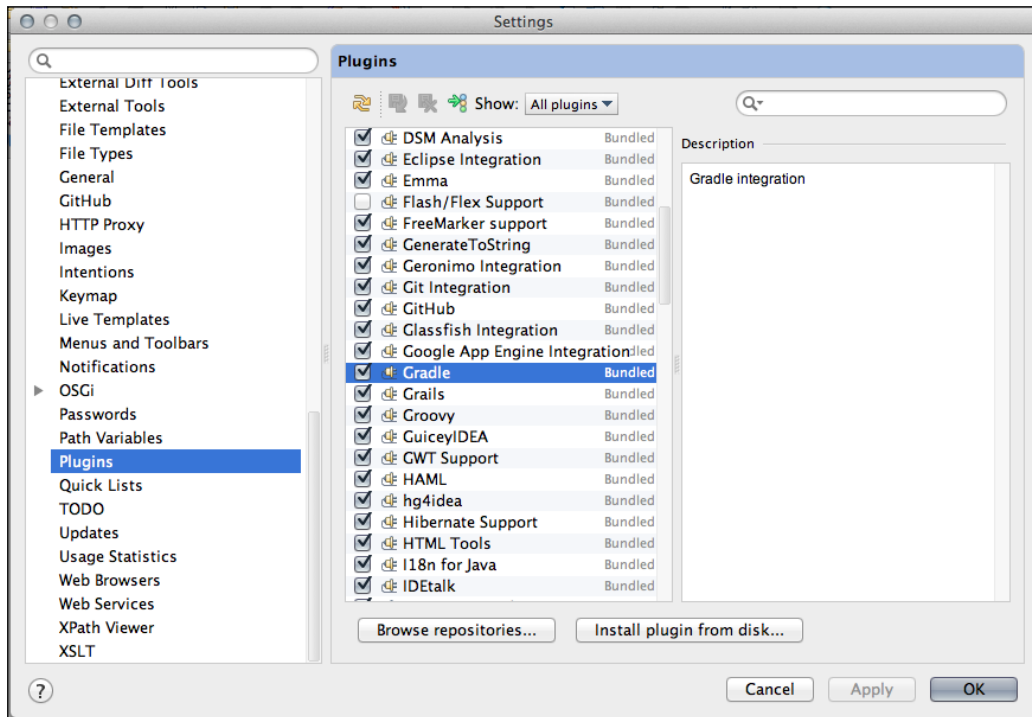 Settings
External Diff Tools
External Tools
File Templates
File Types
General
GitHub
HTTP Proxy
Images
Intentions
Keymap
Live Templates
Menus and Toolbars
Notifications
OSGi
Passwords
Path Variables
Plugins
Quick Lists
TODO
Updates
Usage Statistics
Web Browsers
Web Services
XPath Viewer
XSLT
Plugins
Show: All plugins
DSM Analysis Bundled
Eclipse Integration Bundled
Emma Bundled
Flash/Flex Support Bundled
FreeMarker support Bundled
GenerateToString Bundled
Geronimo Integration Bundled
Git Integration Bundled
GitHub Bundled
Glassfish Integration Bundled
Google App Engine Integrationdled
Gradle Bundled
Grails Bundled
Groovy Bundled
GuiceyIDEA Bundled
GWT Support Bundled
HAML Bundled
hg4idea Bundled
Hibernate Support Bundled
HTML Tools Bundled
I18n for Java Bundled
IDEtalk Bundled
Description
Gradle integration
Browse repositories... Install plugin from disk...
? Cancel Apply OK